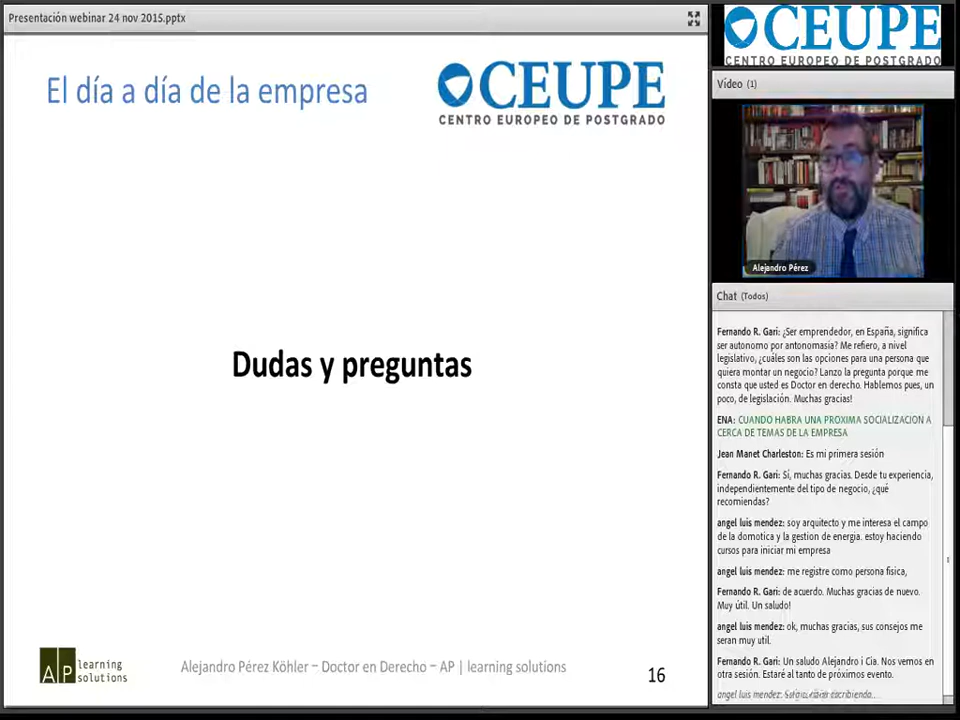 Presentación webinar 24 nov 2015.pptx
El día a día de la empresa
CEUPE
CENTRO EUROPEO DE POSTGRADO
Dudas y preguntas
AP learning
solutions
Alejandro Pérez Köhler – Doctor en Derecho – AP | learning solutions
16
CEUPE
CENTRO EUROPEO DE POSTGRADO
Vídeo (1)
Alejandro Pérez
Chat (Todos)
Fernando R. Gari: ¿Ser emprendedor, en España, significa
ser autonomo por antonomasia? Me refiero, a nivel
legislativo, ¿cuáles son las opciones para una persona que
quiera montar un negocio? Lanzo la pregunta porque me
consta que usted es Doctor en derecho. Hablemos pues, un
poco, de legislación. Muchas gracias!
ENA: CUANDO HABRA UNA PROXIMA SOCIALIZACION A
CERCA DE TEMAS DE LA EMPRESA
Jean Manet Charleston: Es mi primera sesión
Fernando R. Gari: Sí, muchas gracias. Desde tu experiencia,
independientemente del tipo de negocio, ¿qué
recomiendas?
angel luis mendez: soy arquitecto y me interesa el campo
de la domotica y la gestion de energia. estoy haciendo
cursos para iniciar mi empresa
angel luis mendez: me registre como persona fisica,
Fernando R. Gari: de acuerdo. Muchas gracias de nuevo.
Muy útil. Un saludo!
angel luis mendez: ok, muchas gracias, sus consejos me
seran muy util.
Fernando R. Gari: Un saludo Alejandro i Cia. Nos vemos en
otra sesión. Estaré al tanto de próximos evento.
angel luis mendez: